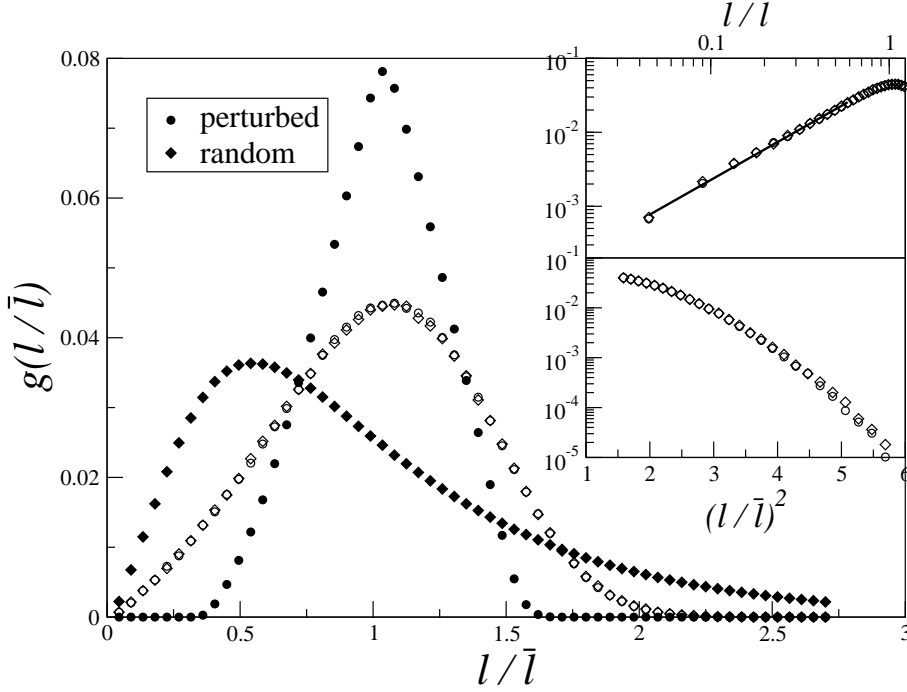 l / l
0.08
0.06
0.04
0.02
0
g(l / l̄)
perturbed
random
0.1 1
10⁻¹
10⁻²
10⁻³
10⁻¹
10⁻²
10⁻³
10⁻⁴
10⁻⁵
1 2 3 4 5 6
(l / l̄)²
0 0.5 1 1.5 2 2.5 3
l / l̄